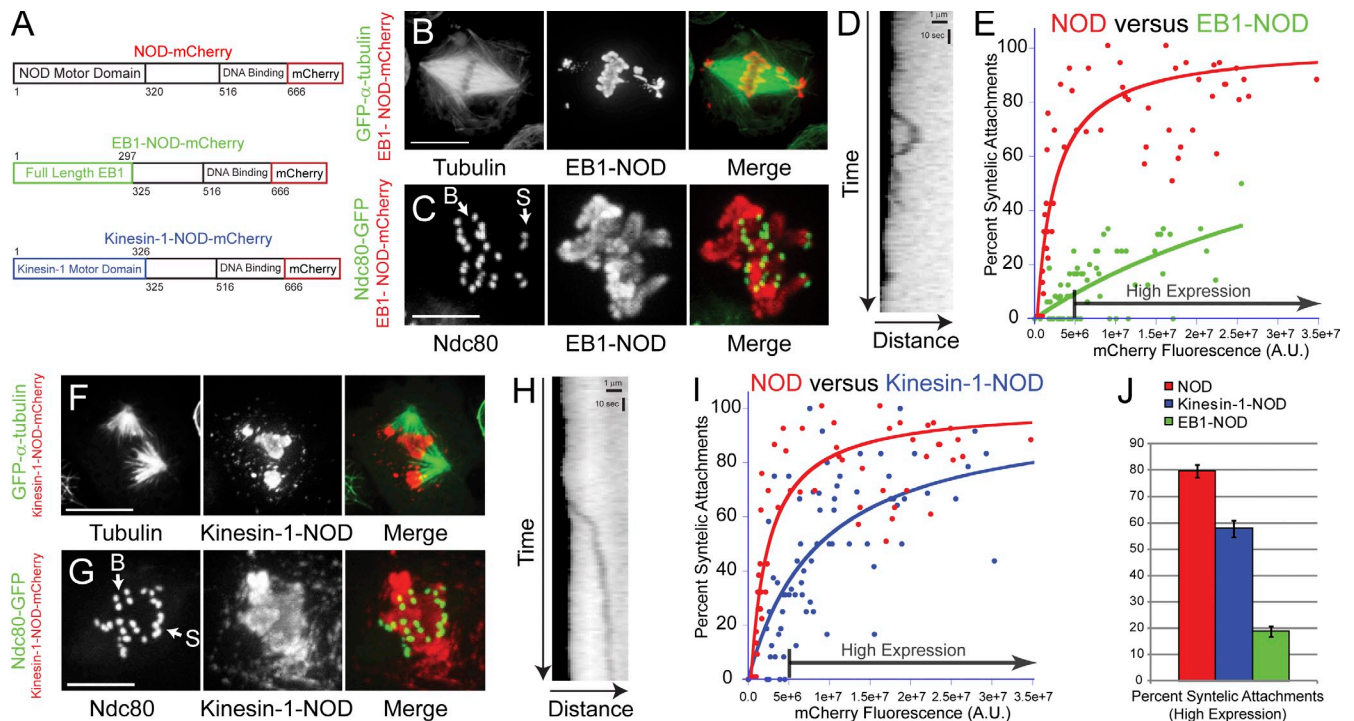 A
NOD-mCherry
NOD Motor Domain
DNA Binding
mCherry
1
320
516
666
EB1-NOD-mCherry
1
297
Full Length EB1
DNA Binding
mCherry
325
516
666
Kinesin-1-NOD-mCherry
1
326
Kinesin-1 Motor Domain
DNA Binding
mCherry
325
516
666
B
GFP-α-tubulin
EB1- NOD-mCherry
Tubulin
EB1-NOD
Merge
C
Ndc80-GFP
EB1- NOD-mCherry
B
S
Ndc80
EB1-NOD
Merge
D
1 µm
10 sec
Time
Distance
E
NOD versus EB1-NOD
Percent Syntelic Attachments
100
80
60
40
20
0
High Expression
0.0 5e+6 1e+7 1.5e+7 2e+7 2.5e+7 3e+7 3.5e+7
mCherry Fluorescence (A.U.)
F
GFP-α-tubulin
Kinesin-1-NOD-mCherry
Tubulin
Kinesin-1-NOD
Merge
G
Ndc80-GFP
Kinesin-1-NOD-mCherry
B
S
Ndc80
Kinesin-1-NOD
Merge
H
1 µm
10 sec
Time
Distance
I
NOD versus Kinesin-1-NOD
Percent Syntelic Attachments
100
80
60
40
20
0
High Expression
0.0 5e+6 1e+7 1.5e+7 2e+7 2.5e+7 3e+7 3.5e+7
mCherry Fluorescence (A.U.)
J
NOD
Kinesin-1-NOD
EB1-NOD
90
80
70
60
50
40
30
20
10
0
Percent Syntelic Attachments
(High Expression)